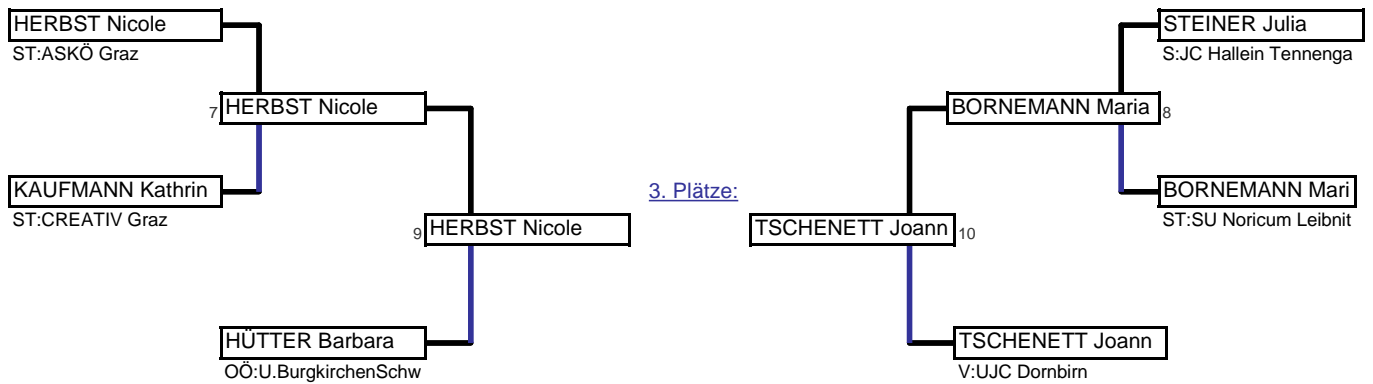 HERBST Nicole
ST:ASKÖ Graz
7 HERBST Nicole
KAUFMANN Kathrin
ST:CREATIV Graz
9 HERBST Nicole
HÜTTER Barbara
OÖ:U.BurgkirchenSchw
3. Plätze:
STEINER Julia
S:JC Hallein Tennenga
BORNEMANN Maria 8
BORNEMANN Mari
ST:SU Noricum Leibnit
TSCHENETT Joann 10
TSCHENETT Joann
V:UJC Dornbirn